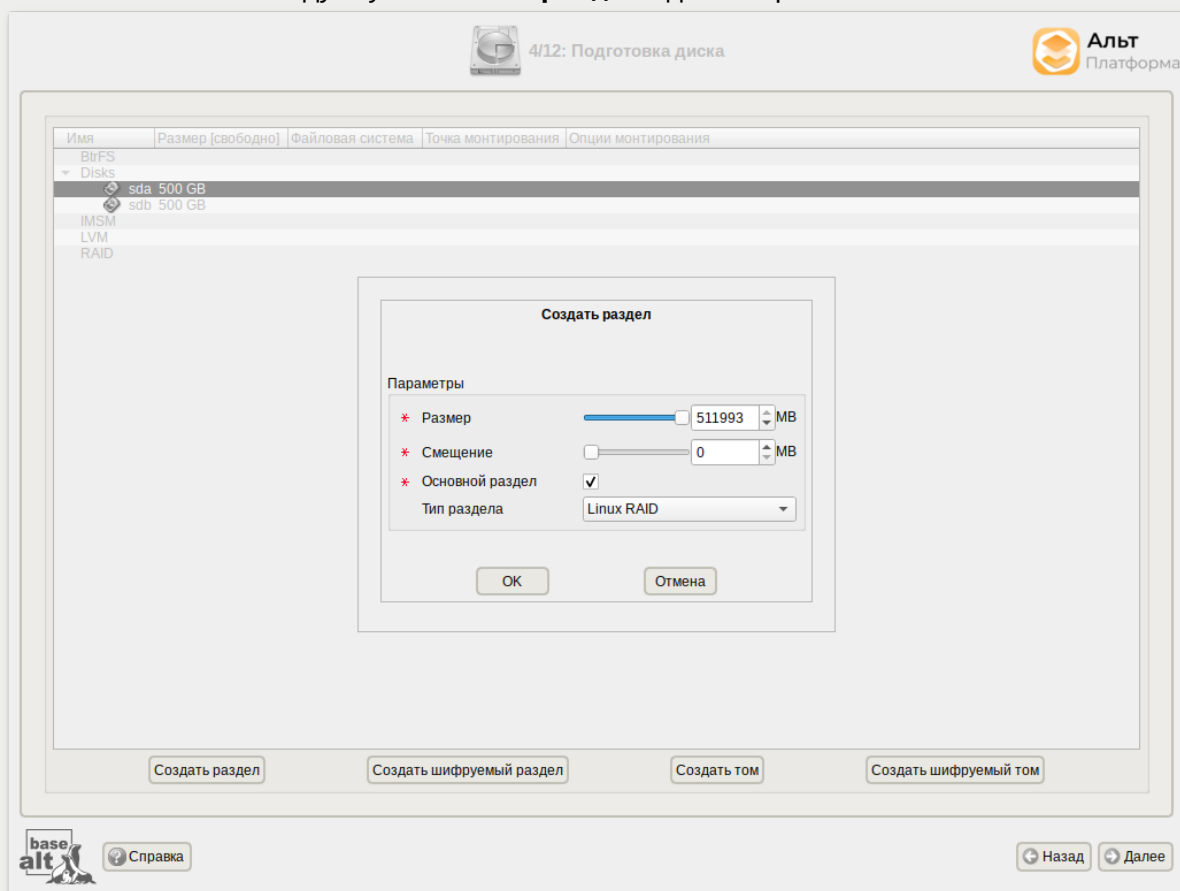 4/12: Подготовка диска
Альт
Платформа
Имя Размер [свободно] Файловая система Точка монтирования Опции монтирования
BtrFS
Disks
sda 500 GB
sdb 500 GB
IMSM
LVM
RAID
Создать раздел
Параметры
* Размер 511993 MB
* Смещение 0 MB
* Основной раздел
Тип раздела Linux RAID
OK Отмена
Создать раздел Создать шифруемый раздел Создать том Создать шифруемый том
base
alt
Справка Назад Далее